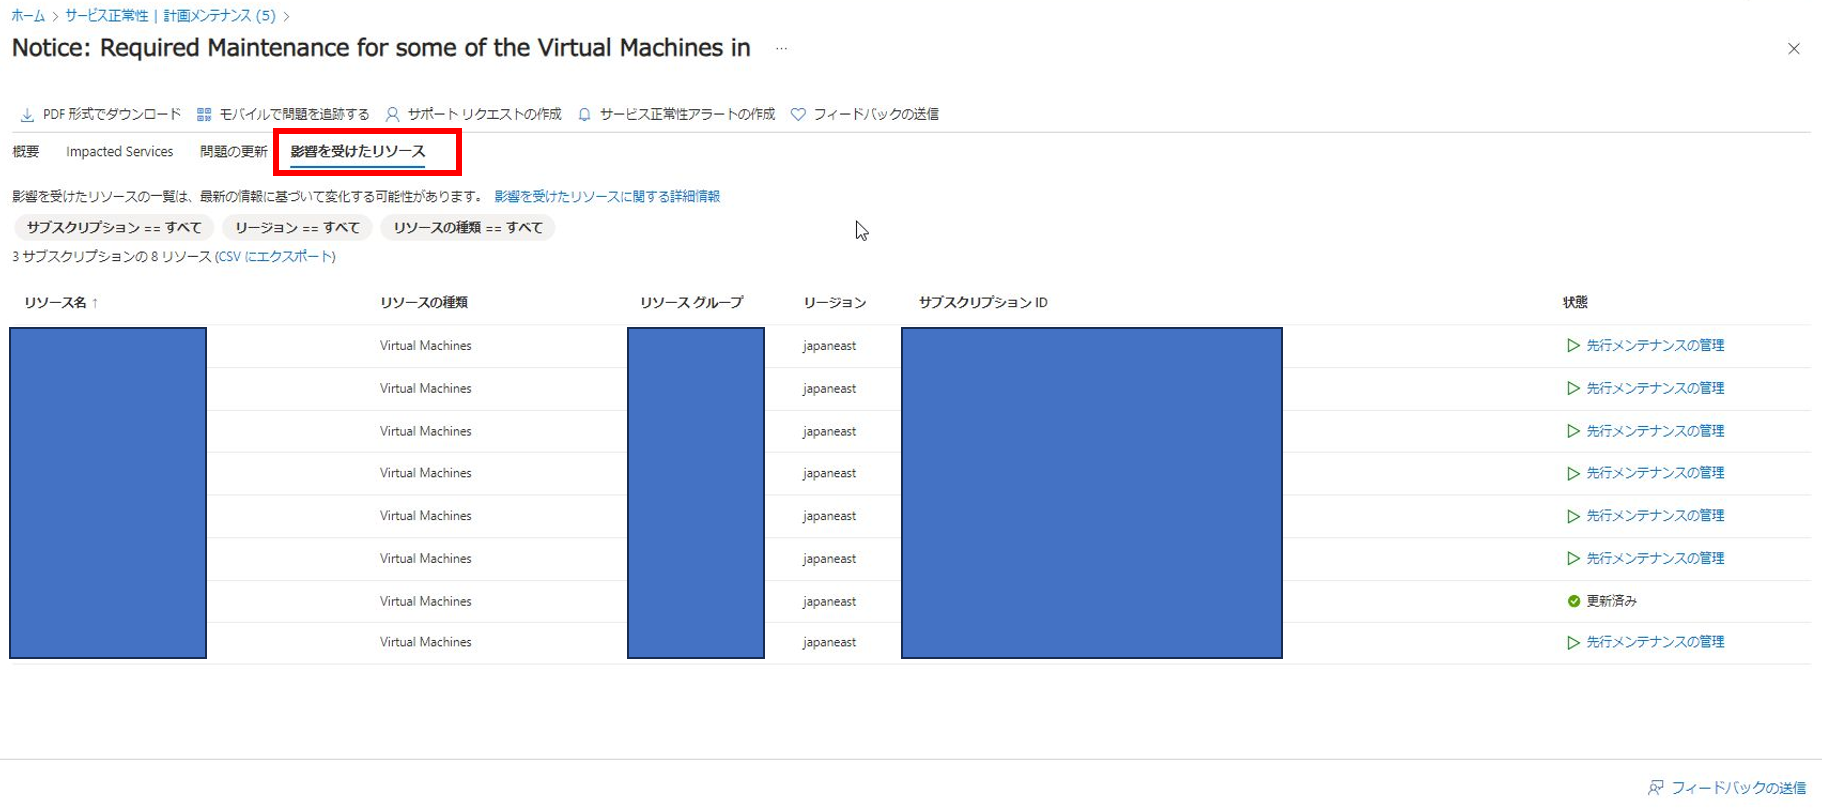 ホーム > サービス正常性 | 計画メンテナンス (5) >
Notice: Required Maintenance for some of the Virtual Machines in ...
PDF 形式でダウンロード モバイルで問題を追跡する サポート リクエストの作成 サービス正常性アラートの作成 フィードバックの送信
概要 Impacted Services 問題の更新 影響を受けたリソース
影響を受けたリソースの一覧は、最新の情報に基づいて変化する可能性があります。 影響を受けたリソースに関する詳細情報
サブスクリプション == すべて リージョン == すべて リソースの種類 == すべて
3 サブスクリプションの 8 リソース (CSV にエクスポート)
リソース名 ↑ リソースの種類 リソース グループ リージョン サブスクリプション ID 状態
Virtual Machines japaneast 先行メンテナンスの管理
Virtual Machines japaneast 先行メンテナンスの管理
Virtual Machines japaneast 先行メンテナンスの管理
Virtual Machines japaneast 先行メンテナンスの管理
Virtual Machines japaneast 先行メンテナンスの管理
Virtual Machines japaneast 先行メンテナンスの管理
Virtual Machines japaneast 更新済み
Virtual Machines japaneast 先行メンテナンスの管理
フィードバックの送信